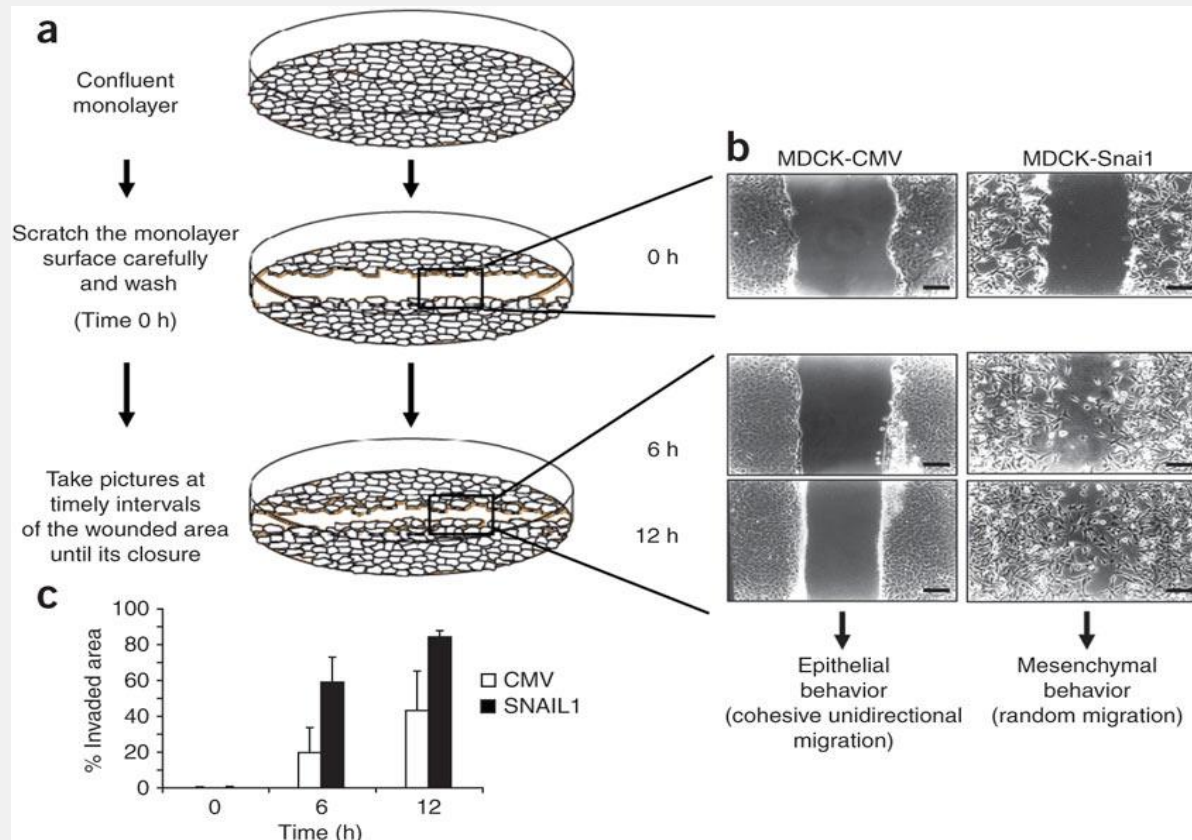 a
Confluent
monolayer
Scratch the monolayer
surface carefully
and wash
(Time 0 h)
Take pictures at
timely intervals
of the wounded area
until its closure
b
MDCK-CMV
MDCK-Snai1
0 h
6 h
12 h
Epithelial
behavior
(cohesive unidirectional
migration)
Mesenchymal
behavior
(random migration)
c
% Invaded area
100
80
60
40
20
0
CMV
SNAIL1
0
6
12
Time (h)